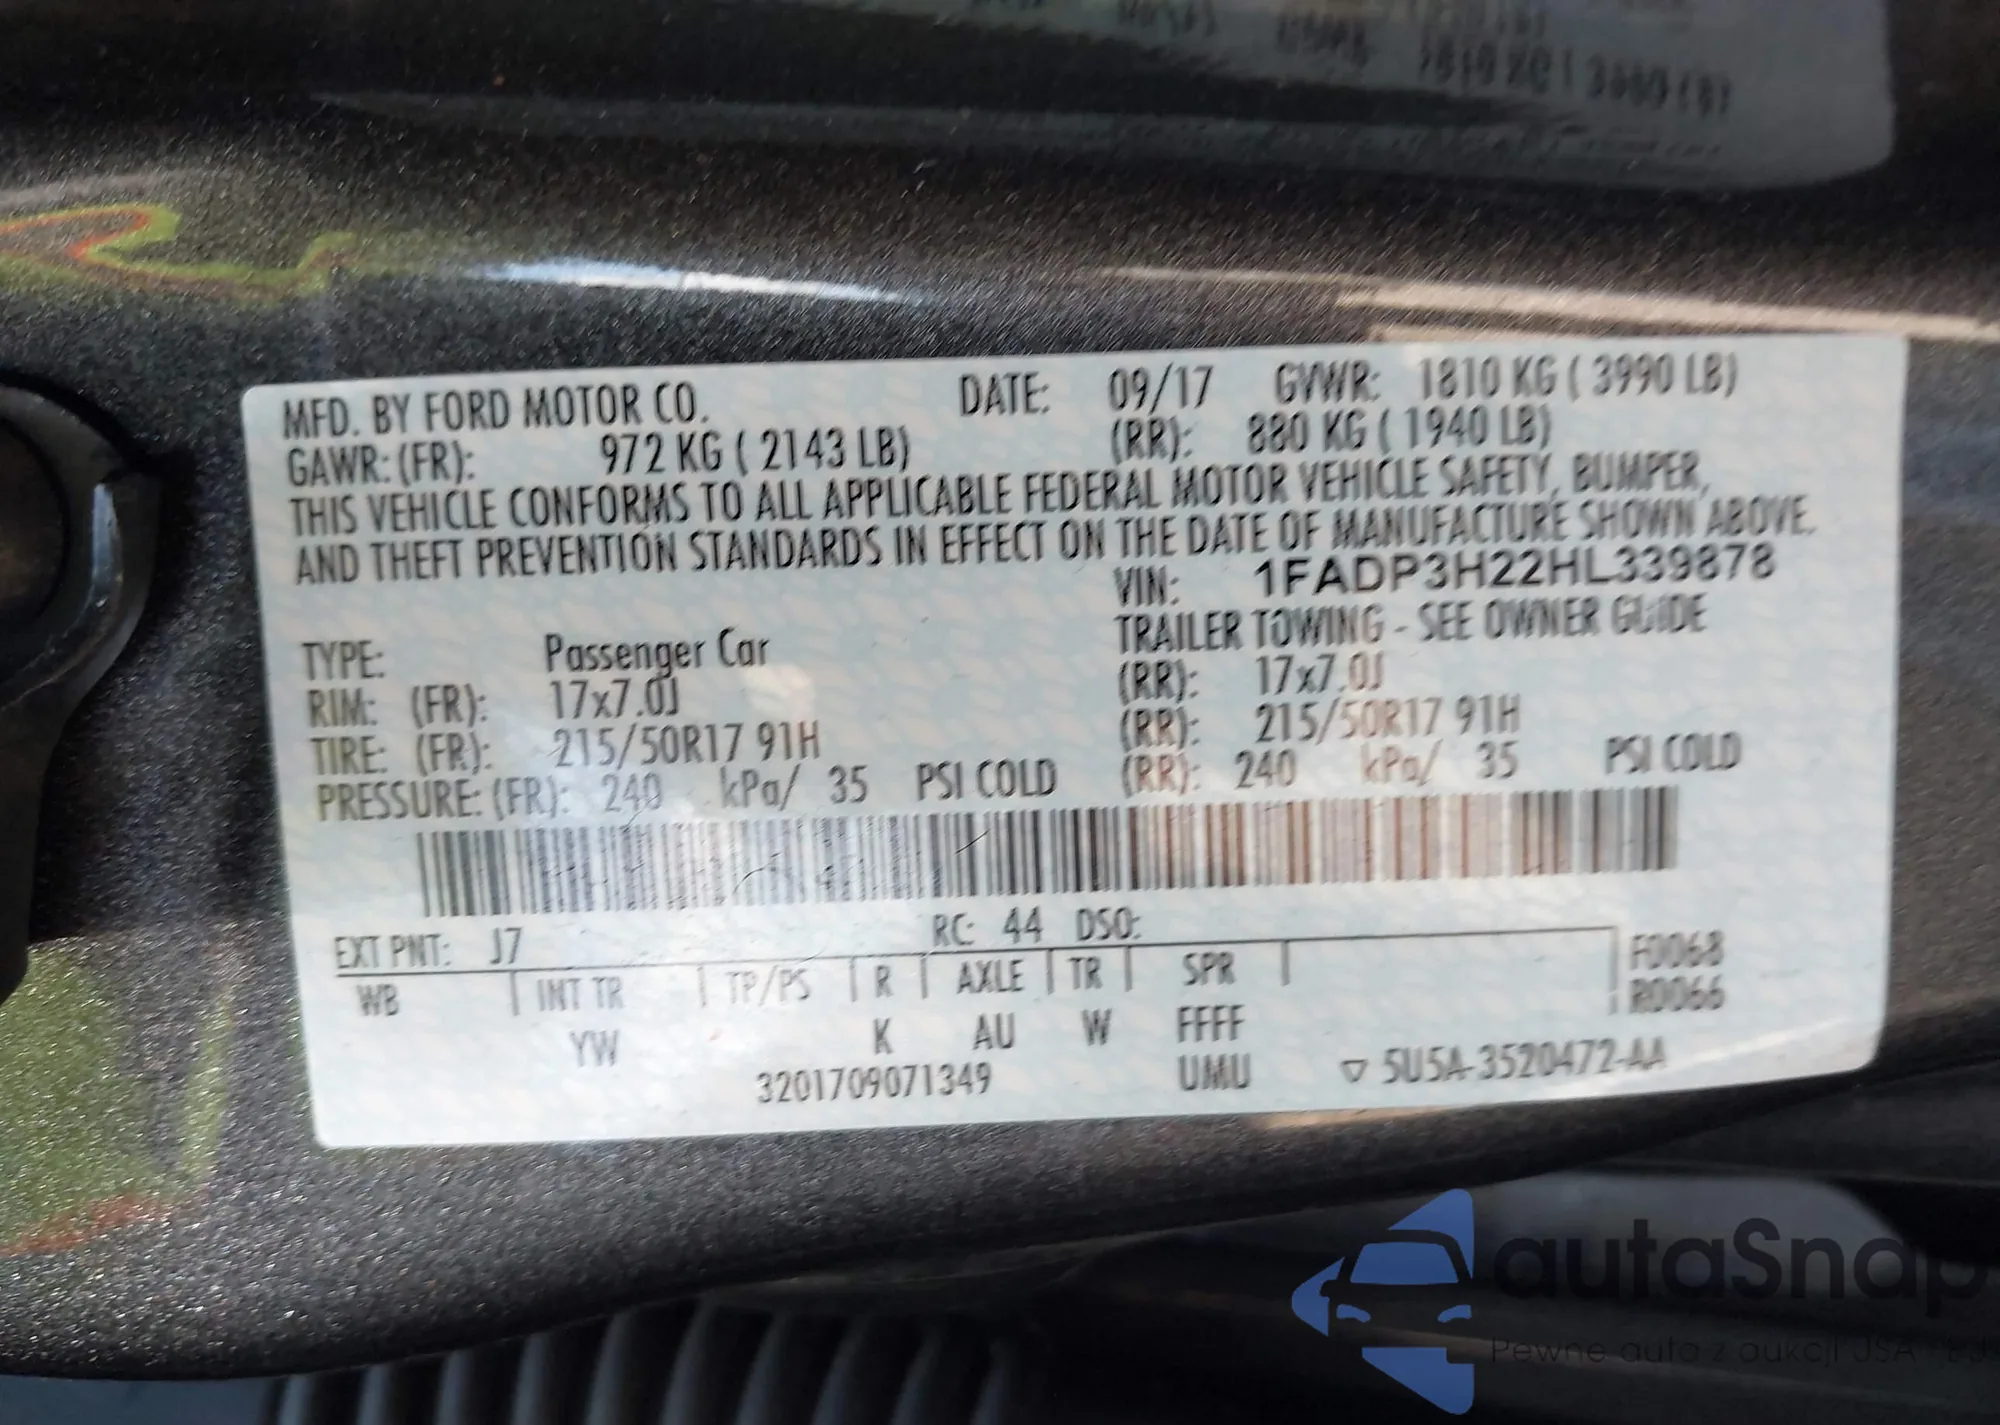 MFD. BY FORD MOTOR CO. DATE: 09/17 GVWR: 1810 KG ( 3990 LB)
GAWR: (FR): 972 KG ( 2143 LB) (RR): 880 KG ( 1940 LB)
THIS VEHICLE CONFORMS TO ALL APPLICABLE FEDERAL MOTOR VEHICLE SAFETY, BUMPER,
AND THEFT PREVENTION STANDARDS IN EFFECT ON THE DATE OF MANUFACTURE SHOWN ABOVE.
VIN: 1FADP3H22HL339878
TYPE: Passenger Car TRAILER TOWING - SEE OWNER GUIDE
RIM: (FR): 17x7.0J (RR): 17x7.0J
TIRE: (FR): 215/50R17 91H (RR): 215/50R17 91H
PRESSURE: (FR): 240 kPa/ 35 PSI COLD (RR): 240 kPa/ 35 PSI COLD
EXT PNT: J7 RC: 44 DSO:
WB INT TR TP/PS R AXLE TR SPR F0068
R0066
YW K AU W FFFF
3201709071349 UMU ▽ 5U5A-3520472-AA
autaSnap
Pewne auta z aukcji USA